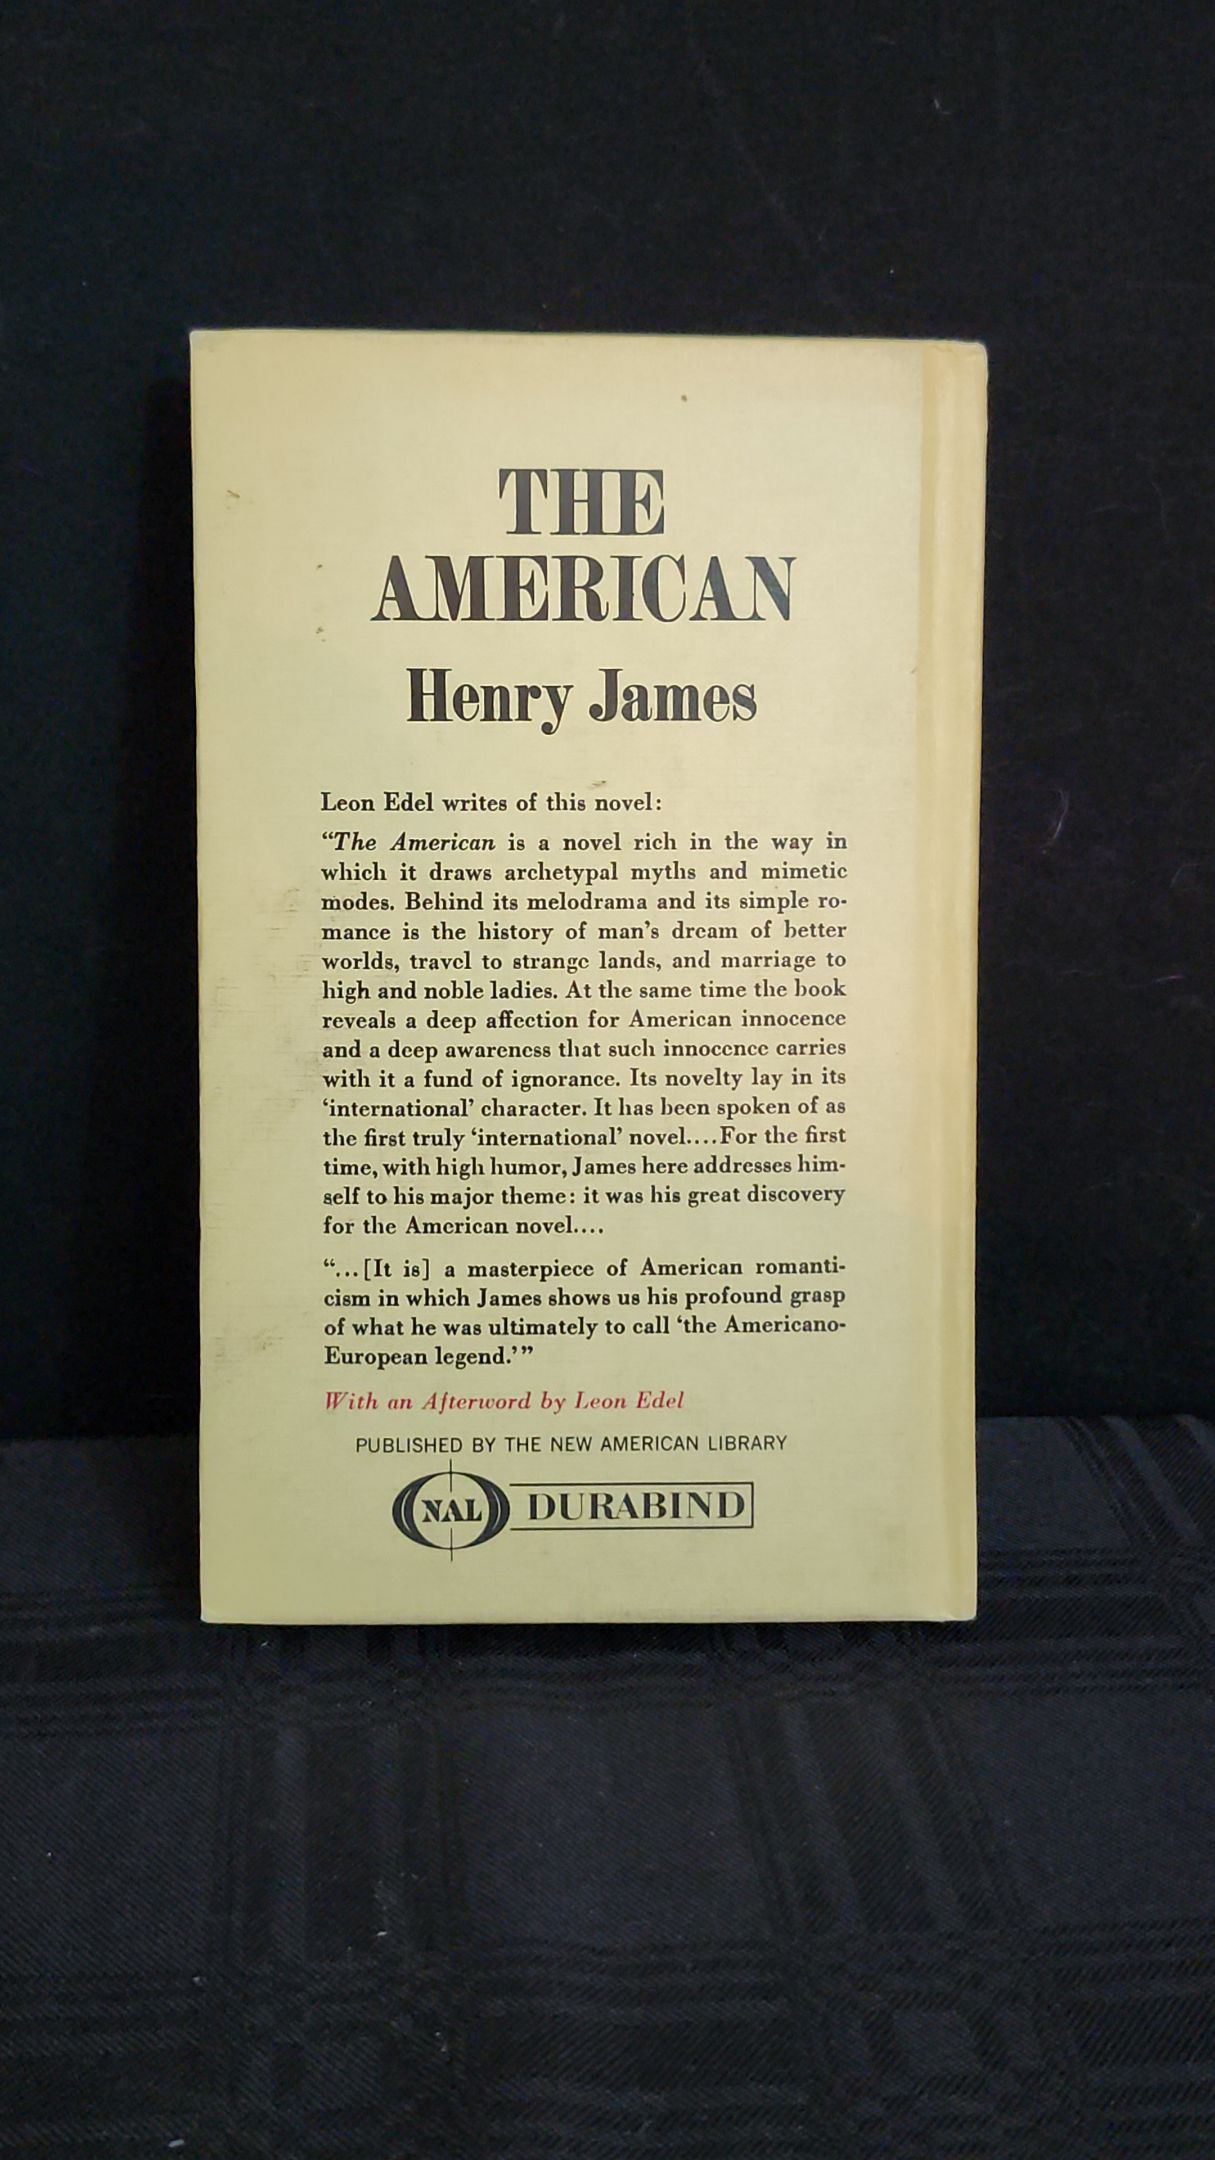 THE
AMERICAN
Henry James
Leon Edel writes of this novel:
“The American is a novel rich in the way in
which it draws archetypal myths and mimetic
modes. Behind its melodrama and its simple ro-
mance is the history of man’s dream of better
worlds, travel to strange lands, and marriage to
high and noble ladies. At the same time the book
reveals a deep affection for American innocence
and a deep awareness that such innocence carries
with it a fund of ignorance. Its novelty lay in its
‘international’ character. It has been spoken of as
the first truly ‘international’ novel....For the first
time, with high humor, James here addresses him-
self to his major theme: it was his great discovery
for the American novel....
“...[It is] a masterpiece of American romanti-
cism in which James shows us his profound grasp
of what he was ultimately to call ‘the Americano-
European legend.’”
With an Afterword by Leon Edel
PUBLISHED BY THE NEW AMERICAN LIBRARY
NAL DURABIND